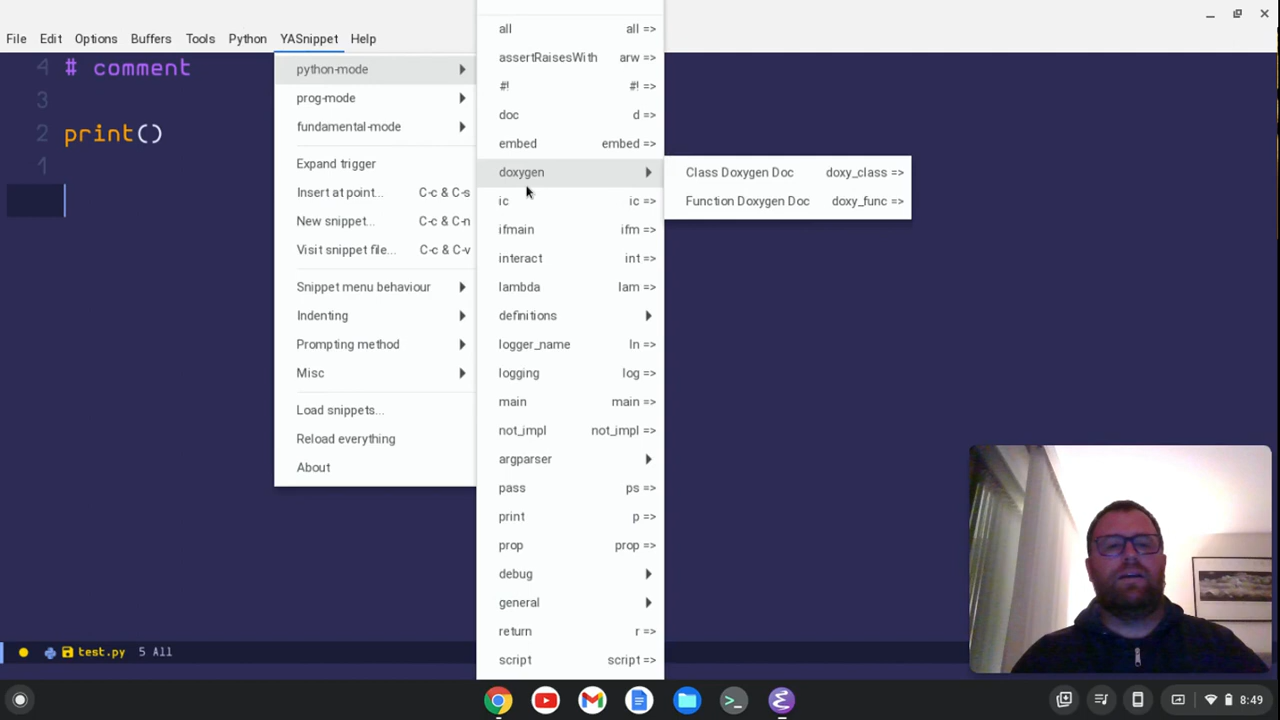 File Edit Options Buffers Tools Python YASnippet Help
4 # comment
3
2 print()
1
python-mode
prog-mode
fundamental-mode
Expand trigger
Insert at point... C-c & C-s
New snippet... C-c & C-n
Visit snippet file... C-c & C-v
Snippet menu behaviour
Indenting
Prompting method
Misc
Load snippets...
Reload everything
About
all all =>
assertRaisesWith arw =>
#! #! =>
doc d =>
embed embed =>
doxygen
ic ic =>
ifmain ifm =>
interact int =>
lambda lam =>
definitions
logger_name ln =>
logging log =>
main main =>
not_impl not_impl =>
argparser
pass ps =>
print p =>
prop prop =>
debug
general
return r =>
script script =>
Class Doxygen Doc doxy_class =>
Function Doxygen Doc doxy_func =>
test.py 5 All
8:49